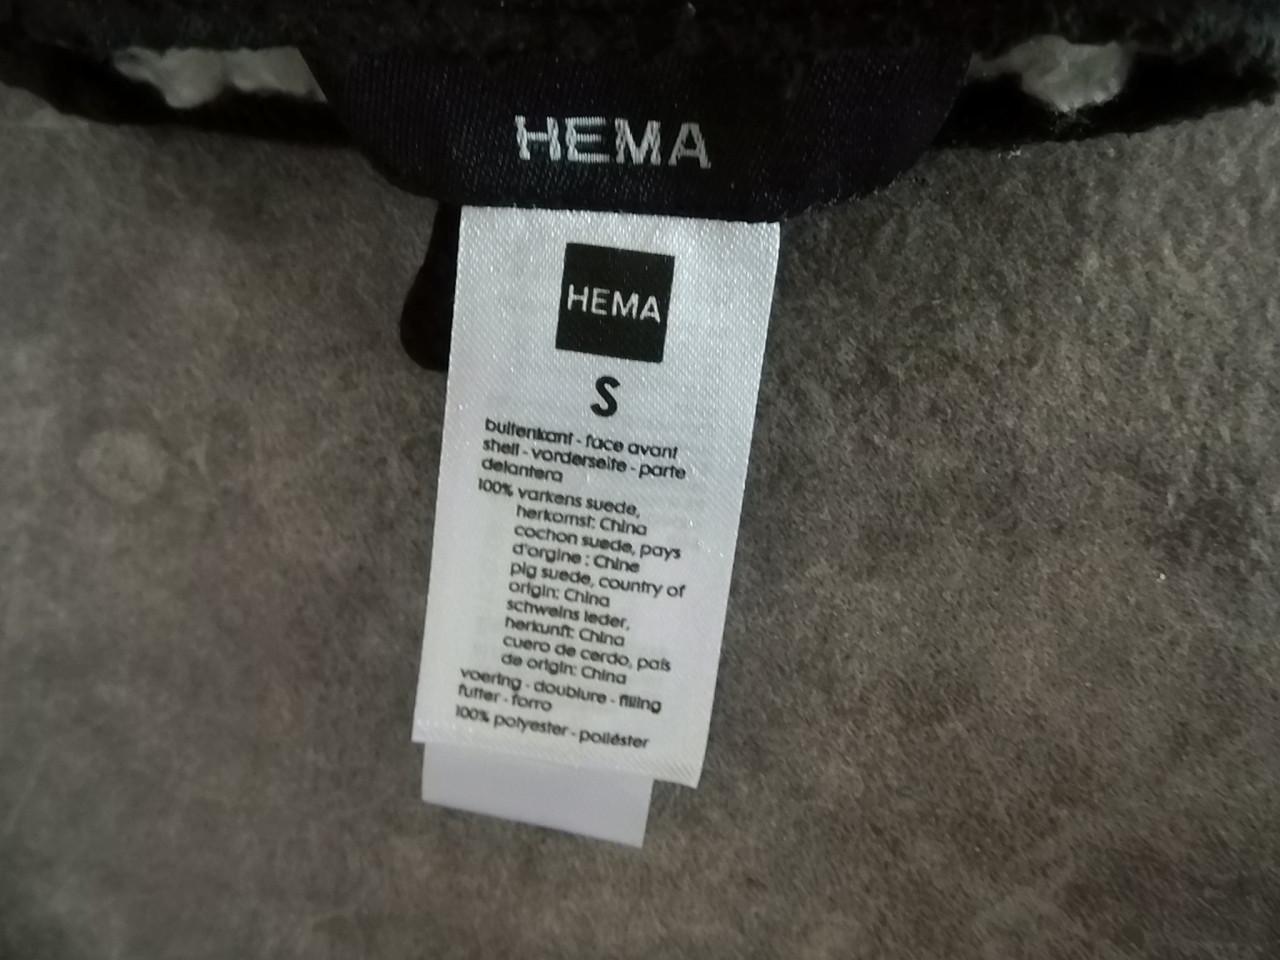 HEMA
HEMA
S
buitenkant - face avant
shell - vorderseite - parte
delantera
100% varkens suede,
herkomst: China
cochon suede, pays
d'orgine : Chine
pig suede, country of
origin: China
schweins leder,
herkunft: China
cuero de cerdo, país
de origin: China
voering - doublure - filling
futter - forro
100% polyester - poliéster